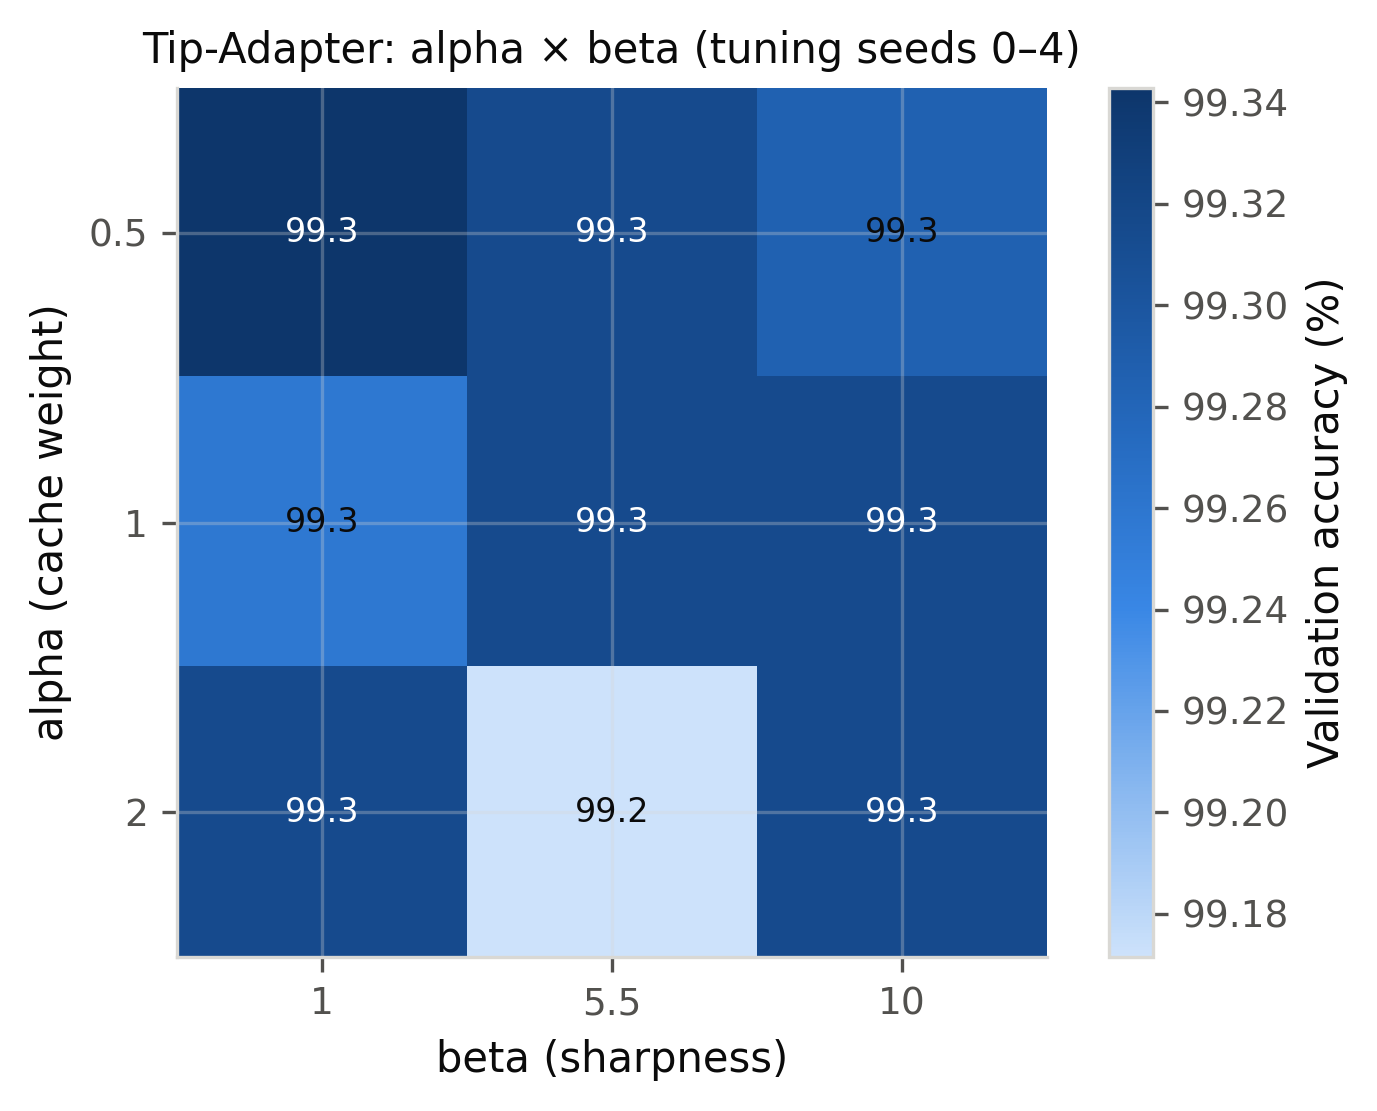 Tip-Adapter: alpha × beta (tuning seeds 0–4)
99.34
99.32
99.30
99.28
99.26
99.24
99.22
99.20
99.18
Validation accuracy (%)
alpha (cache weight)
0.5 99.3 99.3 99.3
1 99.3 99.3 99.3
2 99.3 99.2 99.3
1 5.5 10
beta (sharpness)